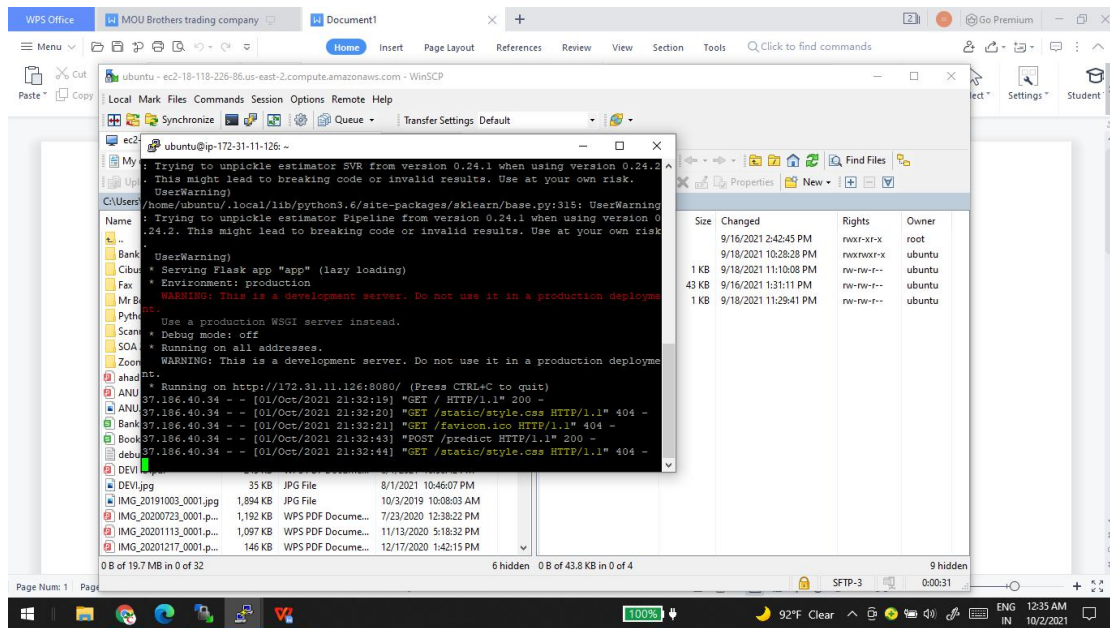 WPS Office MOU Brothers trading company Document1 Go Premium
Menu Home Insert Page Layout References Review View Section Tools Click to find commands
Cut
Paste Copy Settings Student
ubuntu - ec2-18-118-226-86.us-east-2.compute.amazonaws.com - WinSCP
Local Mark Files Commands Session Options Remote Help
Synchronize Queue Transfer Settings Default
ubuntu@ip-172-31-11-126: ~
Find Files
Properties New
: Trying to unpickle estimator SVR from version 0.24.1 when using version 0.24.2
. This might lead to breaking code or invalid results. Use at your own risk.
UserWarning)
/home/ubuntu/.local/lib/python3.6/site-packages/sklearn/base.py:315: UserWarning
: Trying to unpickle estimator Pipeline from version 0.24.1 when using version 0
.24.2. This might lead to breaking code or invalid results. Use at your own risk
.
UserWarning)
* Serving Flask app "app" (lazy loading)
* Environment: production
WARNING: This is a development server. Do not use it in a production deployme
nt.
Use a production WSGI server instead.
* Debug mode: off
* Running on all addresses.
WARNING: This is a development server. Do not use it in a production deployme
nt.
* Running on http://172.31.11.126:8080/ (Press CTRL+C to quit)
37.186.40.34 - - [01/Oct/2021 21:32:19] "GET / HTTP/1.1" 200 -
37.186.40.34 - - [01/Oct/2021 21:32:20] "GET /static/style.css HTTP/1.1" 404 -
37.186.40.34 - - [01/Oct/2021 21:32:21] "GET /favicon.ico HTTP/1.1" 404 -
37.186.40.34 - - [01/Oct/2021 21:32:43] "POST /predict HTTP/1.1" 200 -
37.186.40.34 - - [01/Oct/2021 21:32:44] "GET /static/style.css HTTP/1.1" 404 -
C:\Users
Name
..
Bank
Cibu
Fax
Mr B
Pyth
Scan
SOA
Zoon
ahad
ANU
ANU
Bank
Book
debu
DEVI
DEVI.jpg 35 KB JPG File 8/1/2021 10:46:07 PM
IMG_20191003_0001.jpg 1,894 KB JPG File 10/3/2019 10:08:03 AM
IMG_20200723_0001.p... 1,192 KB WPS PDF Docume... 7/23/2020 12:38:22 PM
IMG_20201113_0001.p... 1,097 KB WPS PDF Docume... 11/13/2020 5:18:32 PM
IMG_20201217_0001.p... 146 KB WPS PDF Docume... 12/17/2020 1:42:15 PM
Size Changed Rights Owner
9/16/2021 2:42:45 PM rwxr-xr-x root
9/18/2021 10:28:28 PM rwxrwxr-x ubuntu
1 KB 9/18/2021 11:10:08 PM rw-rw-r-- ubuntu
43 KB 9/16/2021 1:31:11 PM rw-rw-r-- ubuntu
1 KB 9/18/2021 11:29:41 PM rw-rw-r-- ubuntu
0 B of 19.7 MB in 0 of 32 6 hidden 0 B of 43.8 KB in 0 of 4 9 hidden
SFTP-3 0:00:31
Page Num: 1 Page
100% 92°F Clear ENG 12:35 AM
IN 10/2/2021